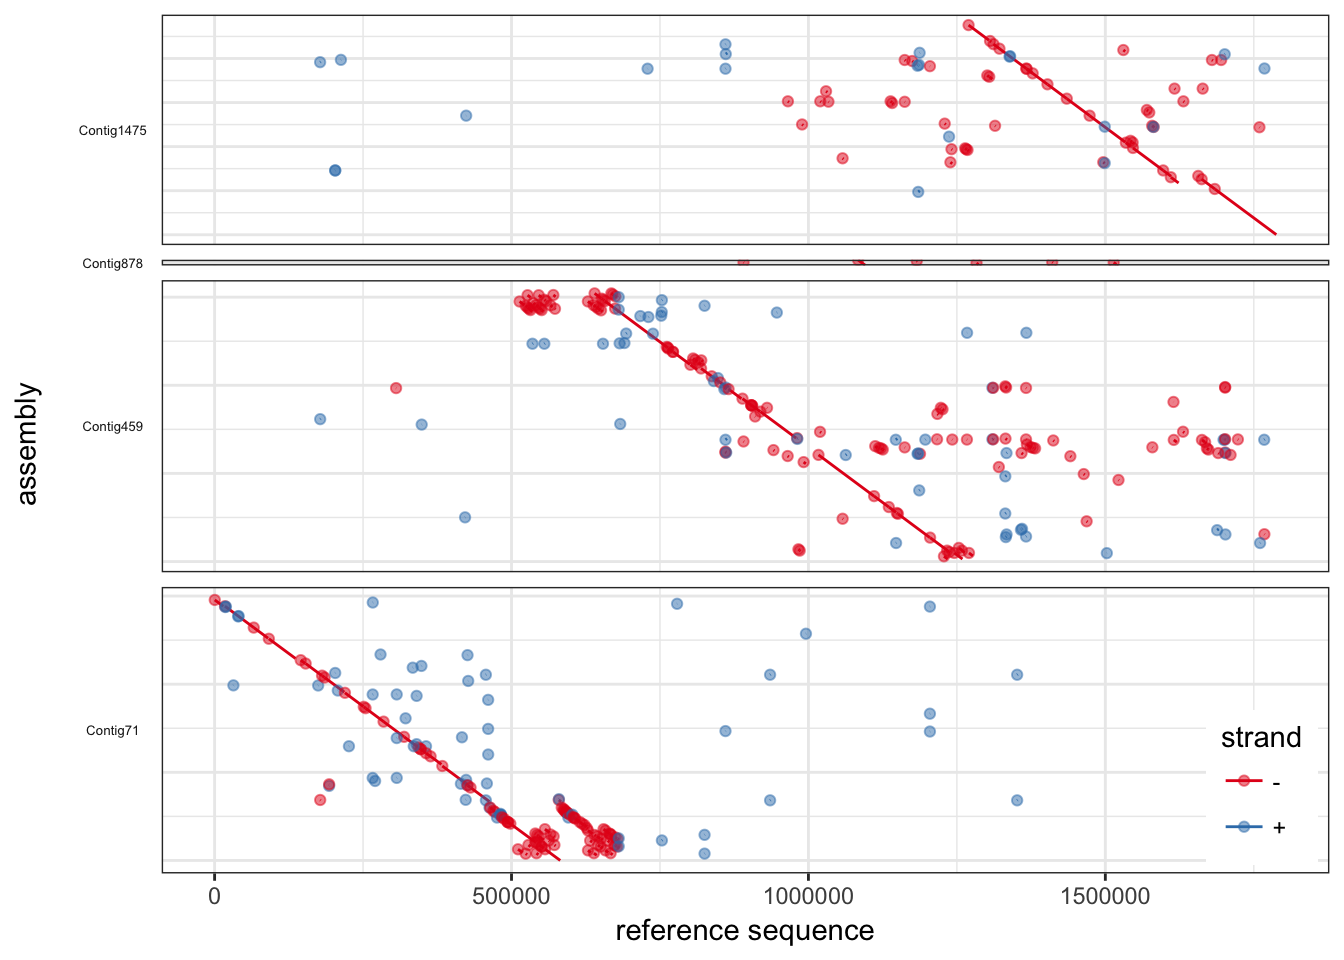 Contig1475
Contig878
Contig459
Contig71
assembly
strand
-
+
0 500000 1000000 1500000
reference sequence